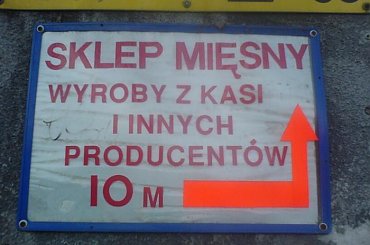 SKLEP MIĘSNY
WYROBY Z KASI
I INNYCH
PRODUCENTÓW
10 M